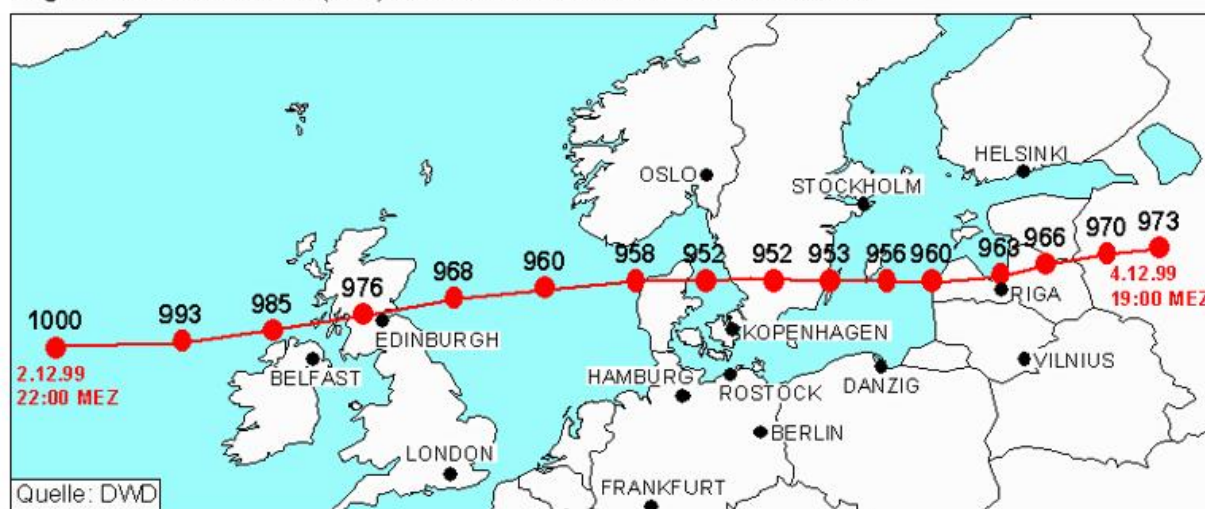 HELSINKI
OSLO
STOCKHOLM
958 952 952 953 956 960 963 966 970 973
960
968
976
985
993
1000
4.12.99
19:00 MEZ
RIGA
2.12.99
22:00 MEZ
EDINBURGH
BELFAST
KOPENHAGEN
VILNIUS
HAMBURG
ROSTOCK
DANZIG
BERLIN
LONDON
FRANKFURT
Quelle: DWD